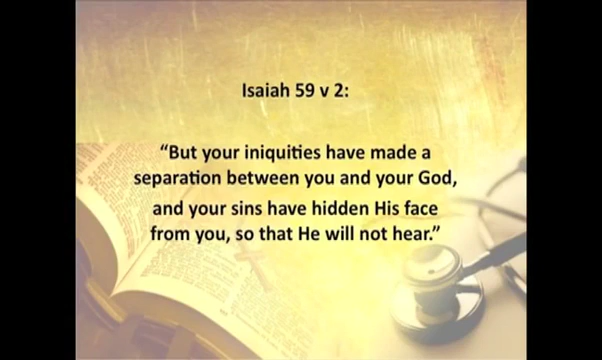 Isaiah 59 v 2:
“But your iniquities have made a
separation between you and your God,
and your sins have hidden His face
from you, so that He will not hear.”